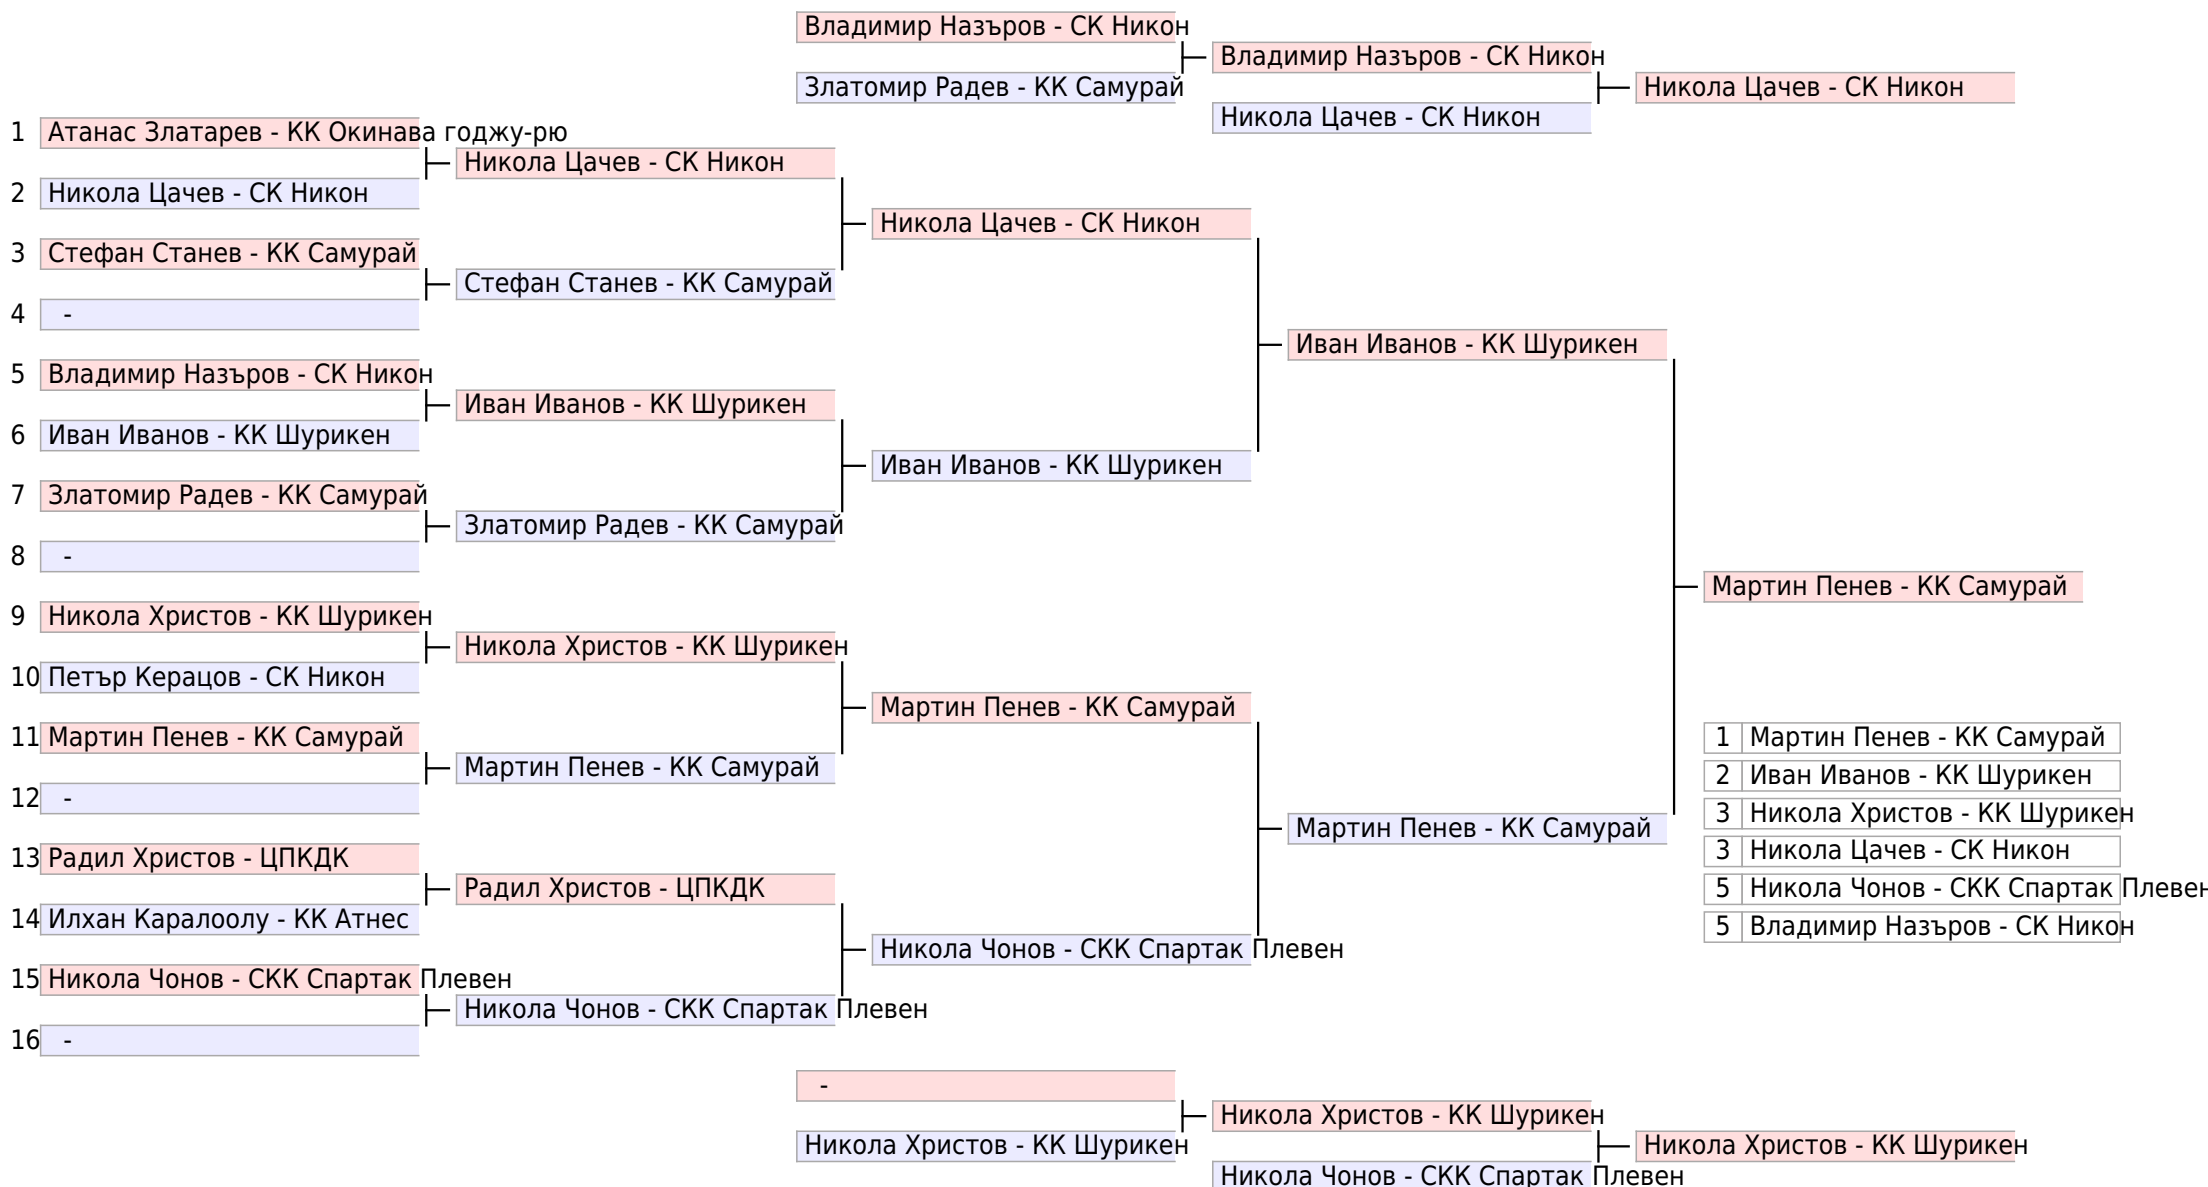 Владимир Назъров - СК Никон
Златомир Радев - КК Самурай
Владимир Назъров - СК Никон
Никола Цачев - СК Никон
Никола Цачев - СК Никон
1 Атанас Златарев - КК Окинава годжу-рю
2 Никола Цачев - СК Никон
3 Стефан Станев - КК Самурай
4 -
5 Владимир Назъров - СК Никон
6 Иван Иванов - КК Шурикен
7 Златомир Радев - КК Самурай
8 -
9 Никола Христов - КК Шурикен
10 Петър Керацов - СК Никон
11 Мартин Пенев - КК Самурай
12 -
13 Радил Христов - ЦПКДК
14 Илхан Каралоолу - КК Атнес
15 Никола Чонов - СКК Спартак Плевен
16 -
Никола Цачев - СК Никон
Стефан Станев - КК Самурай
Иван Иванов - КК Шурикен
Златомир Радев - КК Самурай
Никола Христов - КК Шурикен
Мартин Пенев - КК Самурай
Радил Христов - ЦПКДК
Никола Чонов - СКК Спартак Плевен
Никола Цачев - СК Никон
Иван Иванов - КК Шурикен
Мартин Пенев - КК Самурай
Никола Чонов - СКК Спартак Плевен
Иван Иванов - КК Шурикен
Мартин Пенев - КК Самурай
Мартин Пенев - КК Самурай
1 Мартин Пенев - КК Самурай
2 Иван Иванов - КК Шурикен
3 Никола Христов - КК Шурикен
3 Никола Цачев - СК Никон
5 Никола Чонов - СКК Спартак Плевен
5 Владимир Назъров - СК Никон
-
Никола Христов - КК Шурикен
Никола Христов - КК Шурикен
Никола Чонов - СКК Спартак Плевен
Никола Христов - КК Шурикен